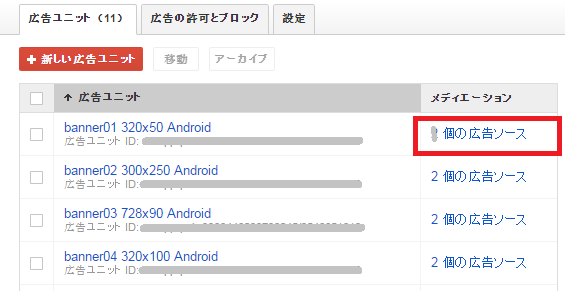 広告ユニット（11）
広告の許可とブロック
設定
+ 新しい広告ユニット
移動
アーカイブ
↑ 広告ユニット
メディエーション
banner01 320x50 Android
個の広告ソース
広告ユニット ID:
banner02 300x250 Android
2 個の広告ソース
広告ユニット ID:
banner03 728x90 Android
2 個の広告ソース
広告ユニット ID:
banner04 320x100 Android
2 個の広告ソース
広告ユニット ID: